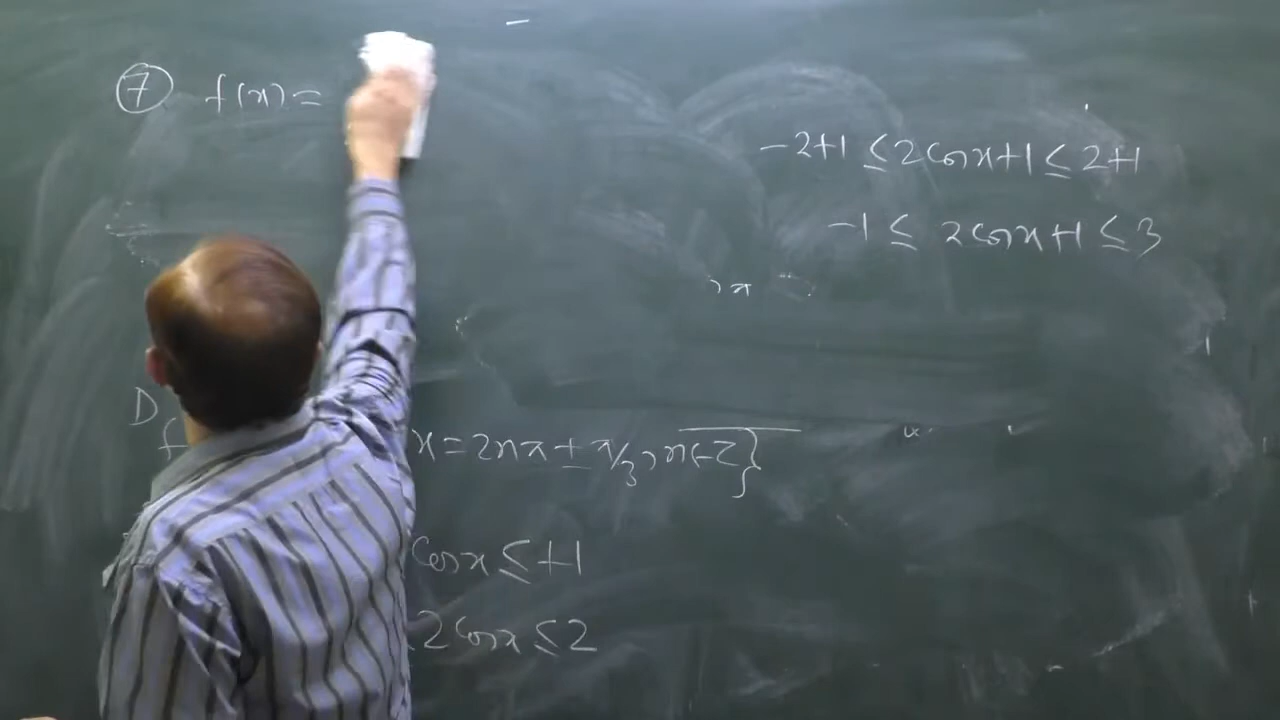 ⑦ f(x) =
-2+1 ≤ 2cosx+1 ≤ 2+1
-1 ≤ 2cosx+1 ≤ 3
D f x = 2nπ ± π/3, n∈Z}
cosx ≤ +1
2cosx ≤ 2